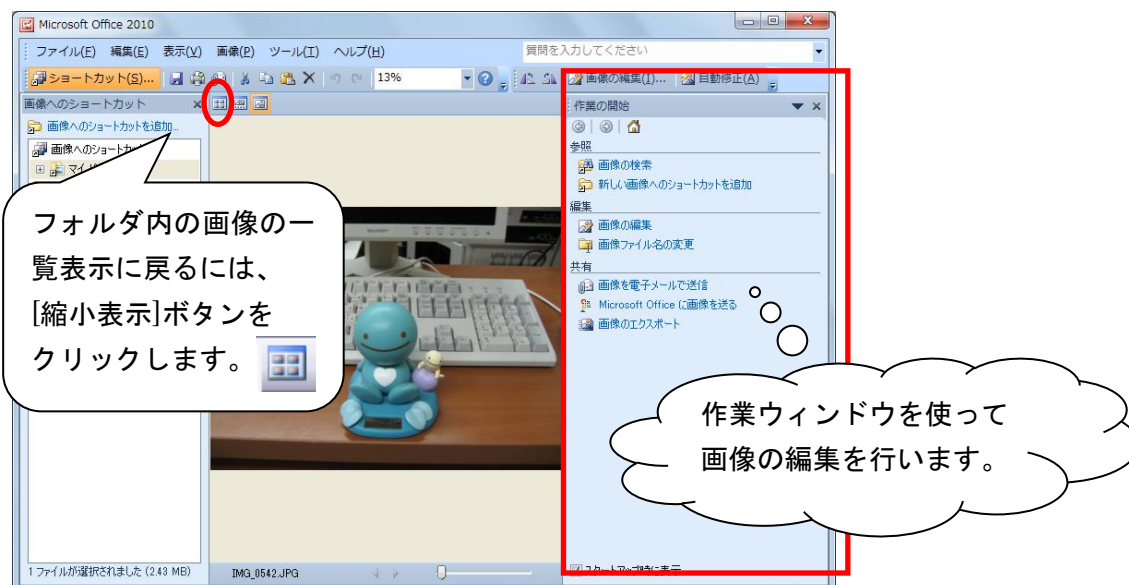 Microsoft Office 2010
ファイル(F) 編集(E) 表示(V) 画像(P) ツール(T) ヘルプ(H) 質問を入力してください
ショートカット(S)... 13% 画像の編集(I)... 自動修正(A)
画像へのショートカット
画像へのショートカットを追加...
画像へのショートカット
フォルダ内の画像の一
覧表示に戻るには、
[縮小表示]ボタンを
クリックします。
作業の開始
参照
画像の検索
新しい画像へのショートカットを追加
編集
画像の編集
画像ファイル名の変更
共有
画像を電子メールで送信
Microsoft Office に画像を送る
画像のエクスポート
作業ウィンドウを使って
画像の編集を行います。
スタートアップ時に表示
1 ファイルが選択されました (2.43 MB) IMG_0542.JPG